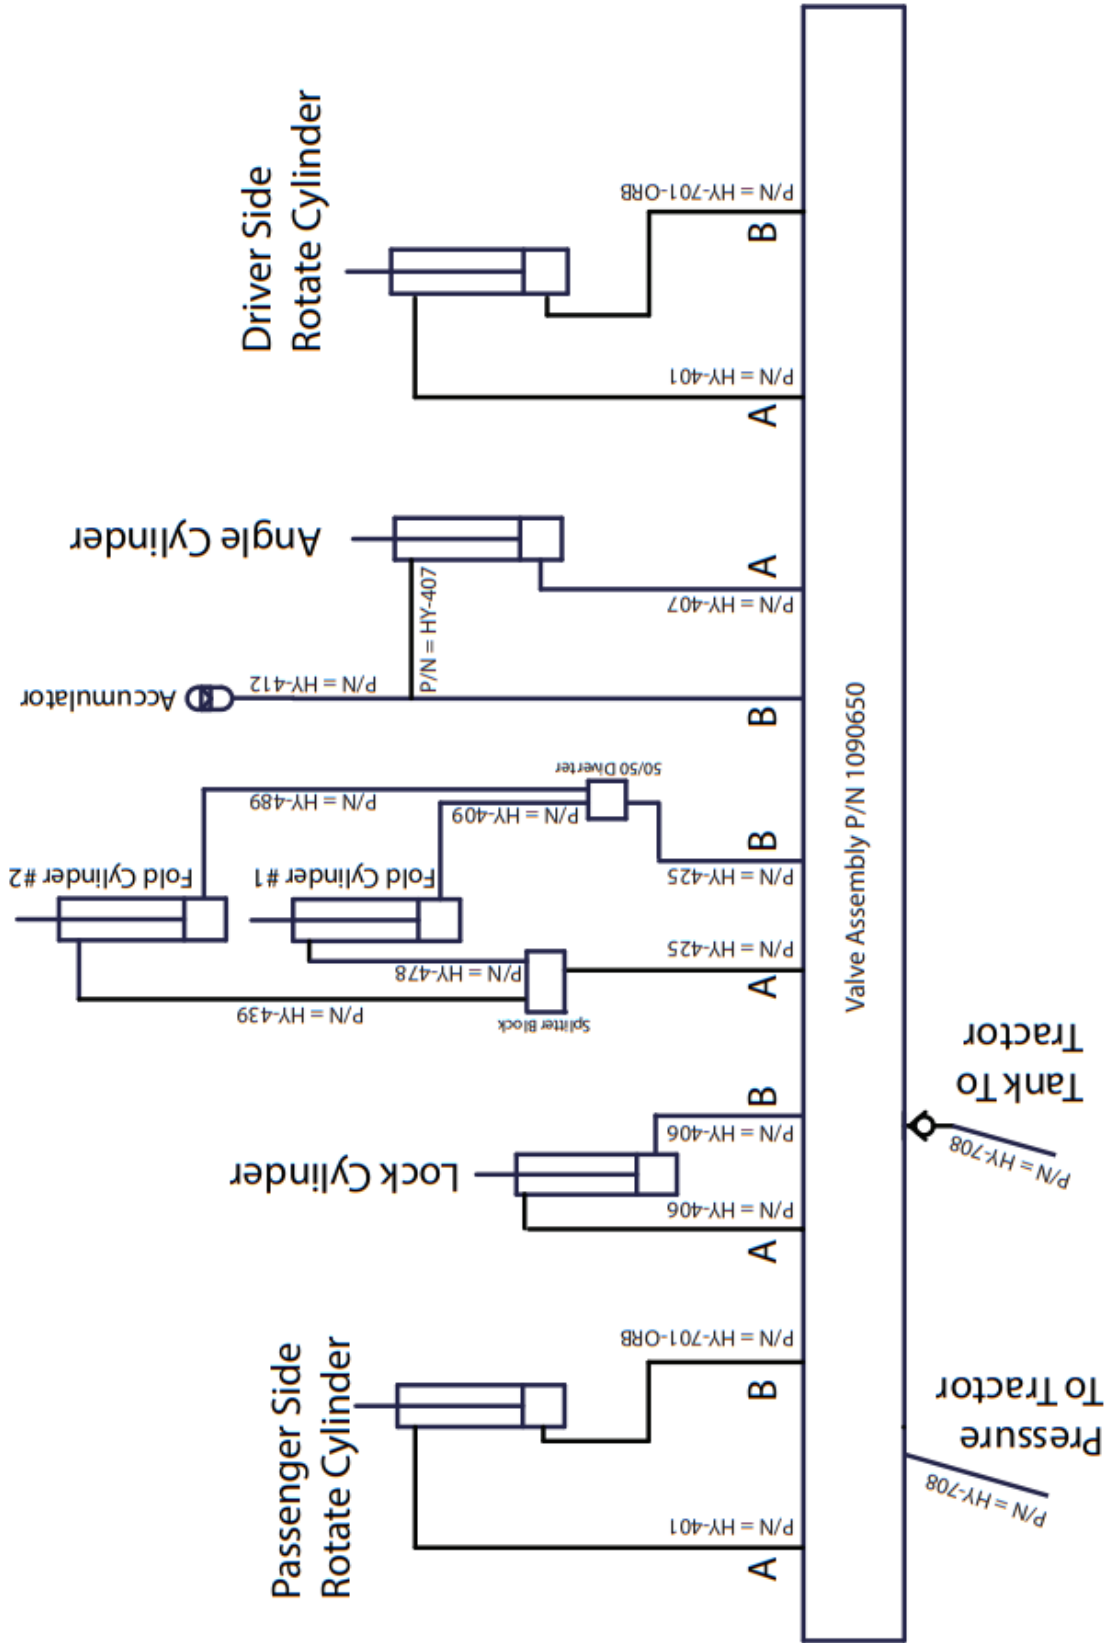 Driver Side
Rotate Cylinder
P/N = HY-701-ORB
B
P/N = HY-401
A
Angle Cylinder
P/N = HY-407
A
P/N = HY-407
Accumulator
P/N = HY-412
B
50/50 Diverter
P/N = HY-489
P/N = HY-409
Fold Cylinder #2
Fold Cylinder #1
B
P/N = HY-425
P/N = HY-425
A
P/N = HY-478
P/N = HY-439
Splitter Block
Valve Assembly P/N 1090650
Lock Cylinder
B
P/N = HY-406
P/N = HY-406
A
Tank To
Tractor
P/N = HY-708
Passenger Side
Rotate Cylinder
P/N = HY-701-ORB
B
P/N = HY-401
A
Pressure
To Tractor
P/N = HY-708